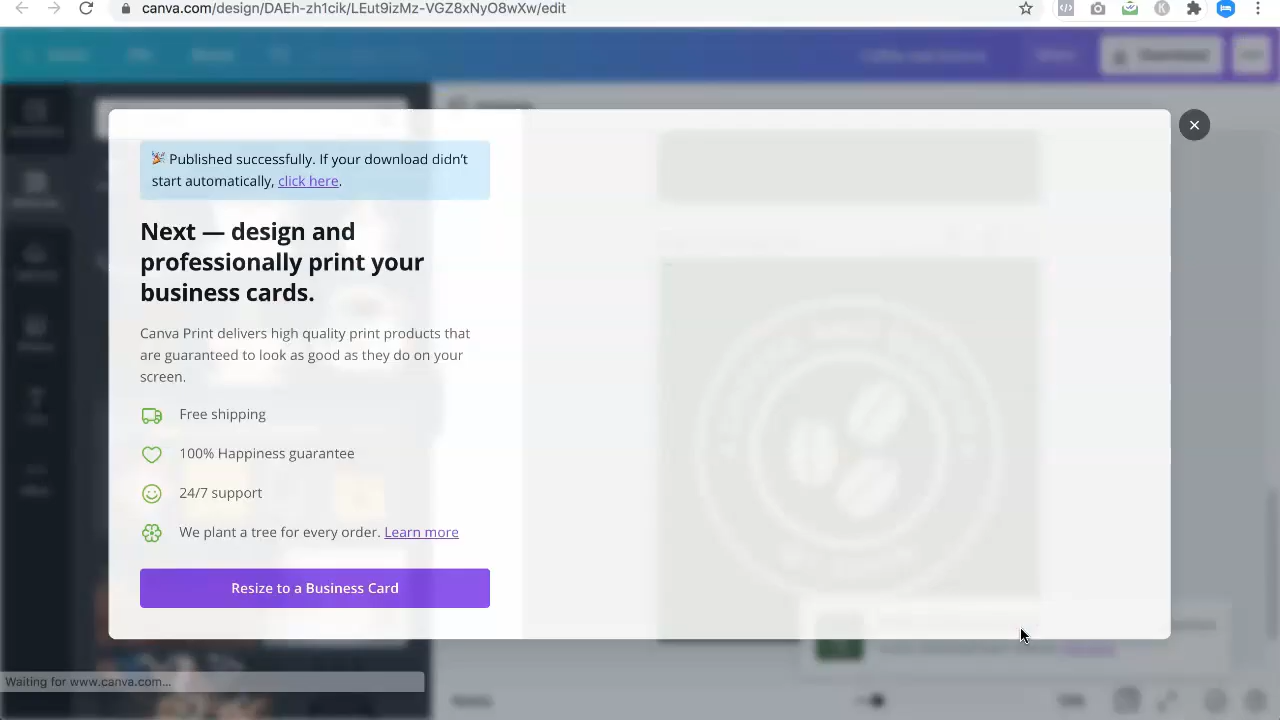 canva.com/design/DAEh-zh1cik/LEut9izMz-VGZ8xNyO8wXw/edit
🎉 Published successfully. If your download didn't
start automatically, click here.
Next — design and
professionally print your
business cards.
Canva Print delivers high quality print products that
are guaranteed to look as good as they do on your
screen.
Free shipping
100% Happiness guarantee
24/7 support
We plant a tree for every order. Learn more
Resize to a Business Card
Waiting for www.canva.com...